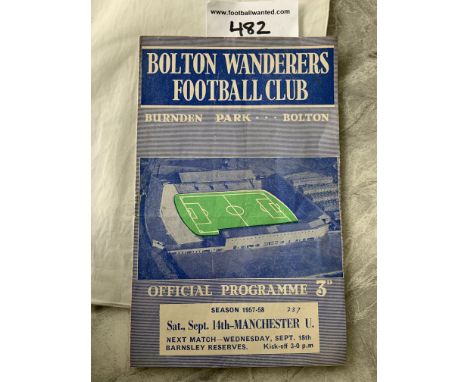 www.footballwanted.com
482
BOLTON WANDERERS
FOOTBALL CLUB
BURNDEN PARK ··· BOLTON
OFFICIAL PROGRAMME 3D
SEASON 1957-58 237
Sat., Sept. 14th—MANCHESTER U.
NEXT MATCH—WEDNESDAY, SEPT. 18th
BARNSLEY RESERVES. Kick-off 3-0 p.m